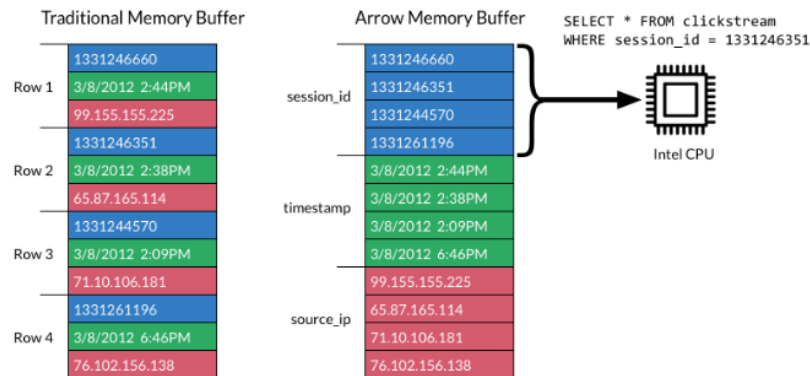 Traditional Memory Buffer
Row 1
1331246660
3/8/2012 2:44PM
99.155.155.225
Row 2
1331246351
3/8/2012 2:38PM
65.87.165.114
Row 3
1331244570
3/8/2012 2:09PM
71.10.106.181
Row 4
1331261196
3/8/2012 6:46PM
76.102.156.138
Arrow Memory Buffer
session_id
1331246660
1331246351
1331244570
1331261196
timestamp
3/8/2012 2:44PM
3/8/2012 2:38PM
3/8/2012 2:09PM
3/8/2012 6:46PM
source_ip
99.155.155.225
65.87.165.114
71.10.106.181
76.102.156.138
SELECT * FROM clickstream
WHERE session_id = 1331246351
Intel CPU